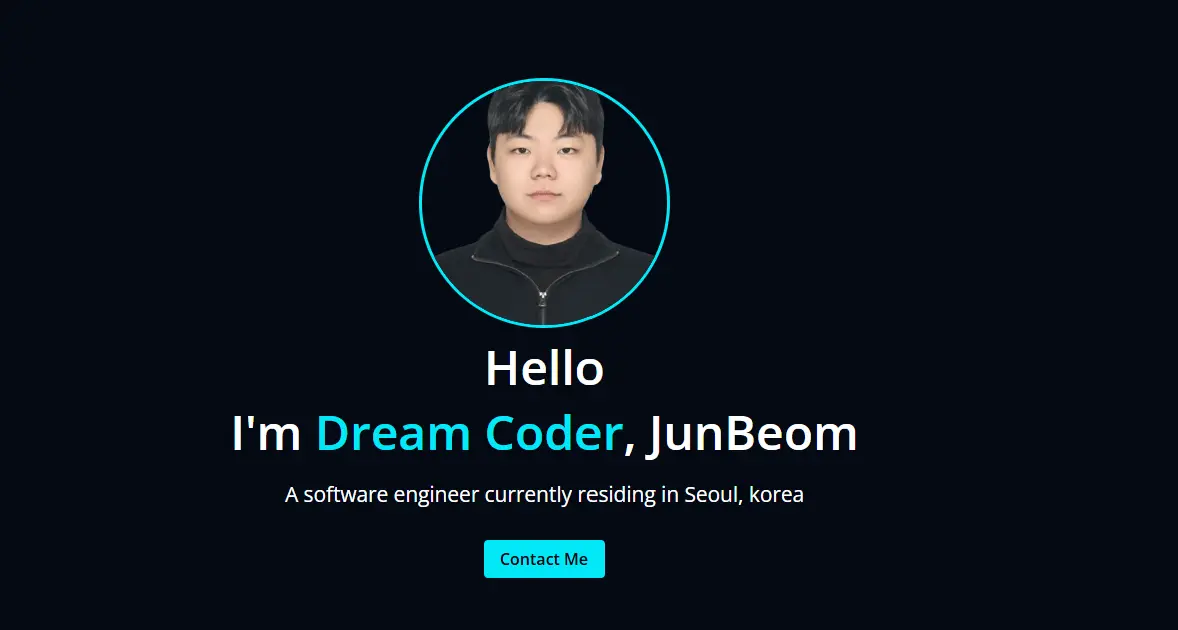 Hello
I'm Dream Coder, JunBeom
A software engineer currently residing in Seoul, korea
Contact Me